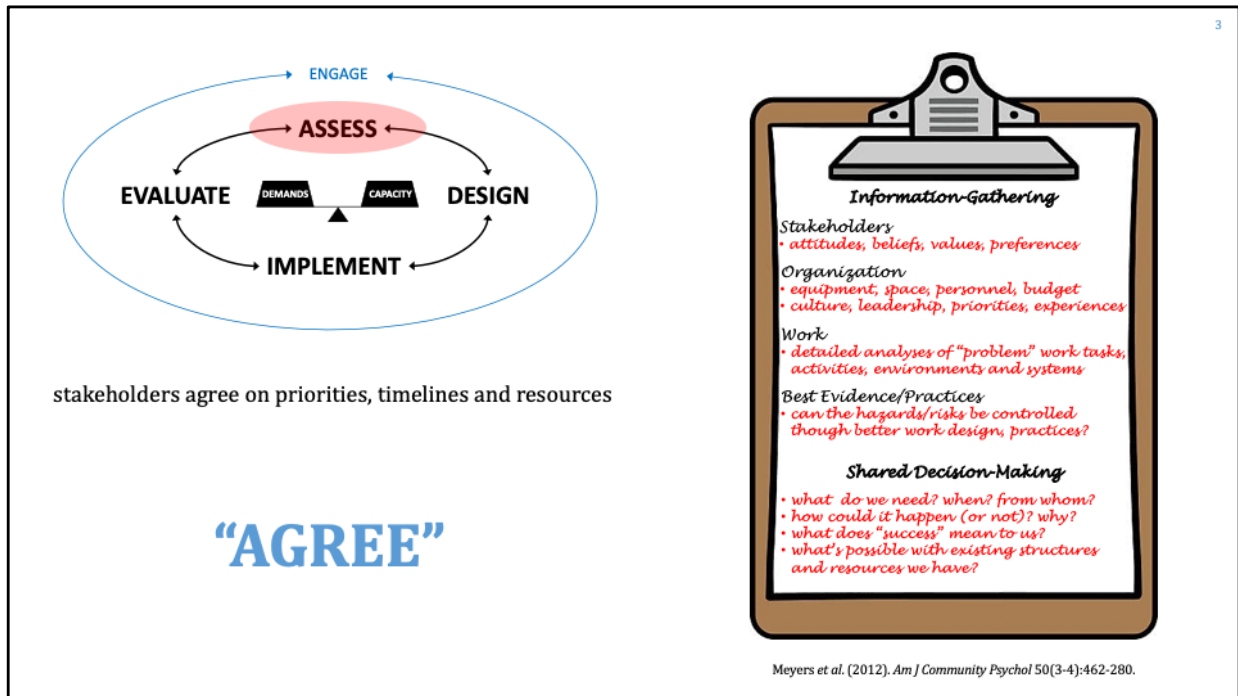 3
ENGAGE
ASSESS
EVALUATE
DEMANDS
CAPACITY
DESIGN
IMPLEMENT
stakeholders agree on priorities, timelines and resources
“AGREE”
Information-Gathering
Stakeholders
• attitudes, beliefs, values, preferences
Organization
• equipment, space, personnel, budget
• culture, leadership, priorities, experiences
Work
• detailed analyses of “problem” work tasks,
activities, environments and systems
Best Evidence/Practices
• can the hazards/risks be controlled
though better work design, practices?
Shared Decision-Making
• what do we need? when? from whom?
• how could it happen (or not)? why?
• what does “success” mean to us?
• what's possible with existing structures
and resources we have?
Meyers et al. (2012). Am J Community Psychol 50(3-4):462-280.